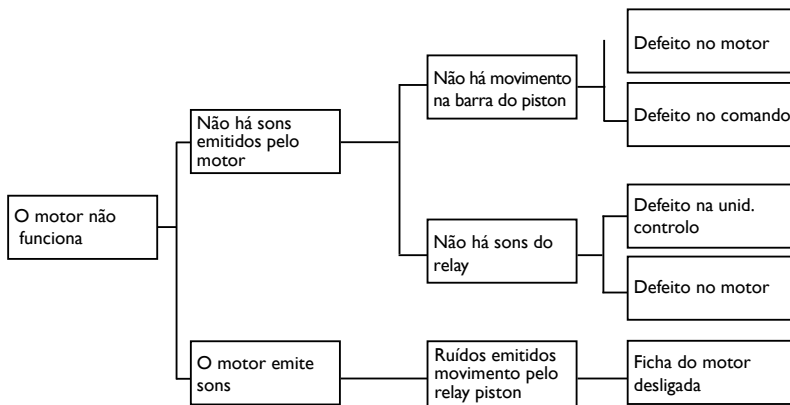 O motor não
funciona
Não há sons
emitidos pelo
motor
O motor emite
sons
Não há movimento
na barra do piston
Não há sons do
relay
Ruídos emitidos
movimento pelo
relay piston
Defeito no motor
Defeito no comando
Defeito na unid.
controlo
Defeito no motor
Ficha do motor
desligada